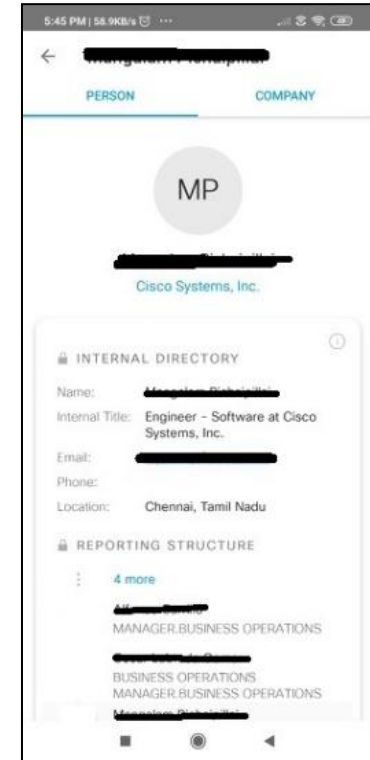 5:45 PM | 58.9KB/s
PERSON COMPANY
MP
Cisco Systems, Inc.
INTERNAL DIRECTORY
Name:
Internal Title: Engineer - Software at Cisco
Systems, Inc.
Email:
Phone:
Location: Chennai, Tamil Nadu
REPORTING STRUCTURE
4 more
MANAGER.BUSINESS OPERATIONS
BUSINESS OPERATIONS
MANAGER.BUSINESS OPERATIONS